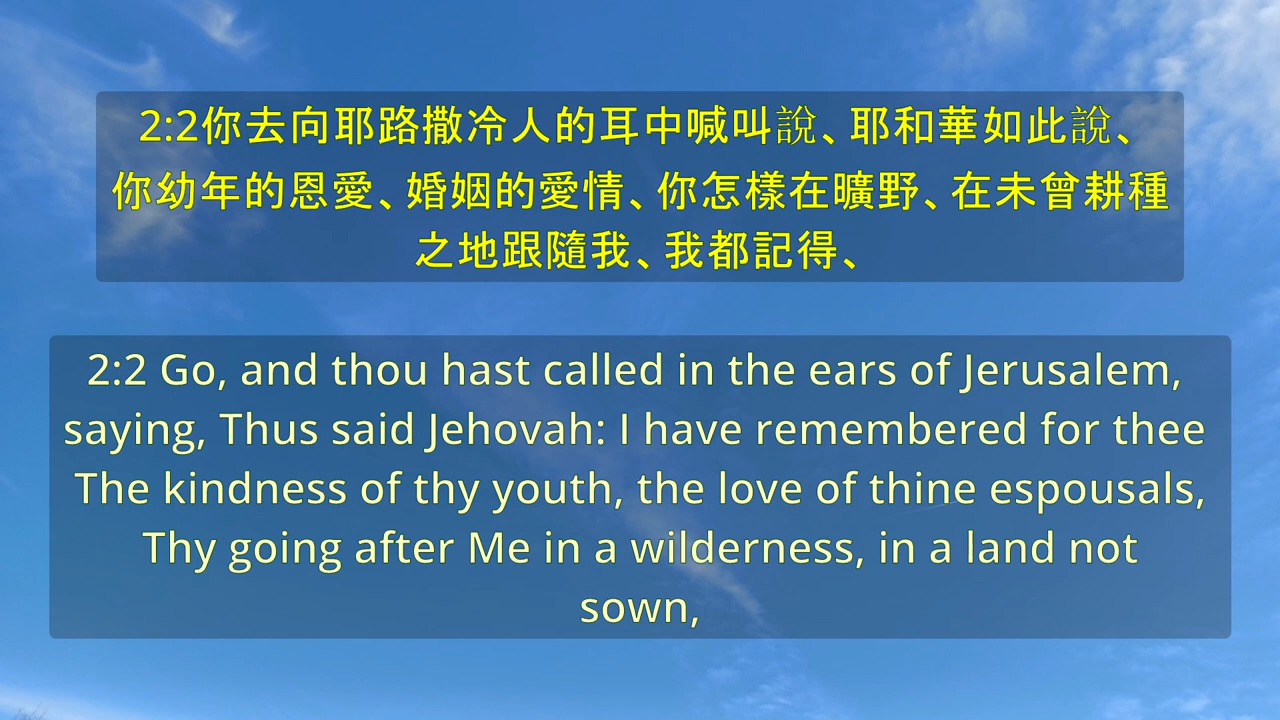 2:2你去向耶路撒冷人的耳中喊叫說、耶和華如此說、
你幼年的恩愛、婚姻的愛情、你怎樣在曠野、在未曾耕種
之地跟隨我、我都記得、
2:2 Go, and thou hast called in the ears of Jerusalem,
saying, Thus said Jehovah: I have remembered for thee
The kindness of thy youth, the love of thine espousals,
Thy going after Me in a wilderness, in a land not
sown,